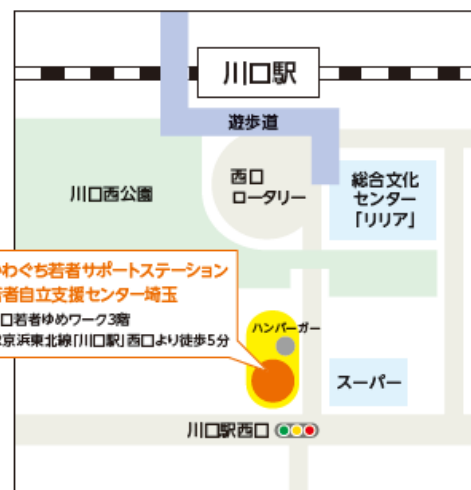 川口駅
遊歩道
川口西公園
西口
ロータリー
総合文化
センター
「リリア」
わぐち若者サポートステーション
者自立支援センター埼玉
口若者ゆめワーク3階
京浜東北線「川口駅」西口より徒歩5分
ハンバーガー
スーパー
川口駅西口